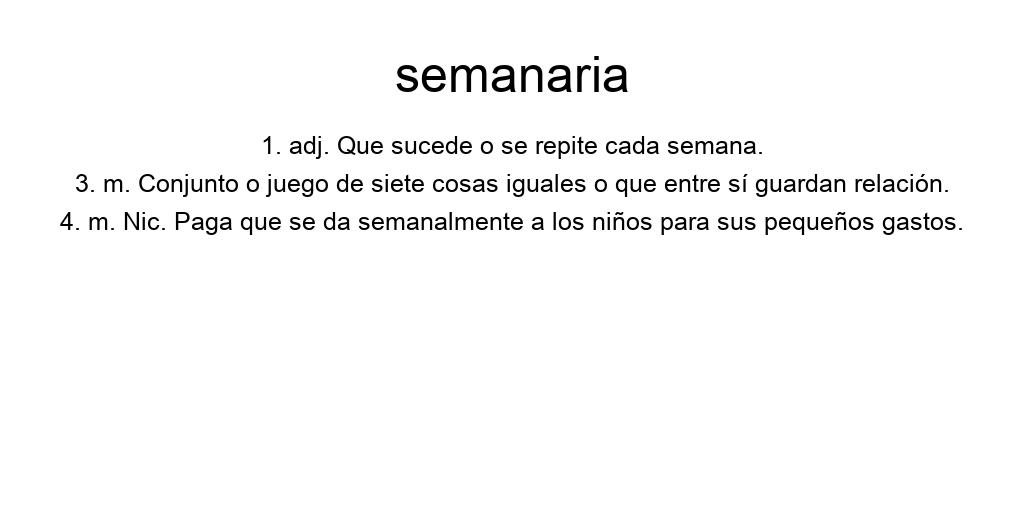 semanaria
1. adj. Que sucede o se repite cada semana.
3. m. Conjunto o juego de siete cosas iguales o que entre sí guardan relación.
4. m. Nic. Paga que se da semanalmente a los niños para sus pequeños gastos.